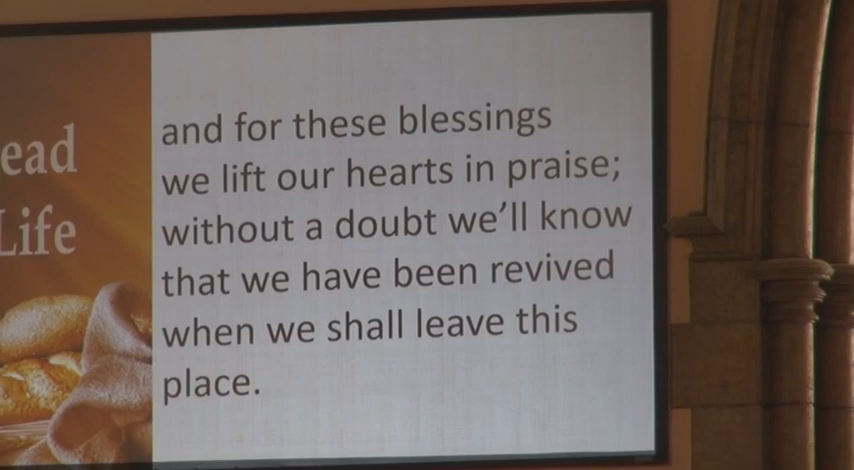 ead
Life
and for these blessings
we lift our hearts in praise;
without a doubt we'll know
that we have been revived
when we shall leave this
place.